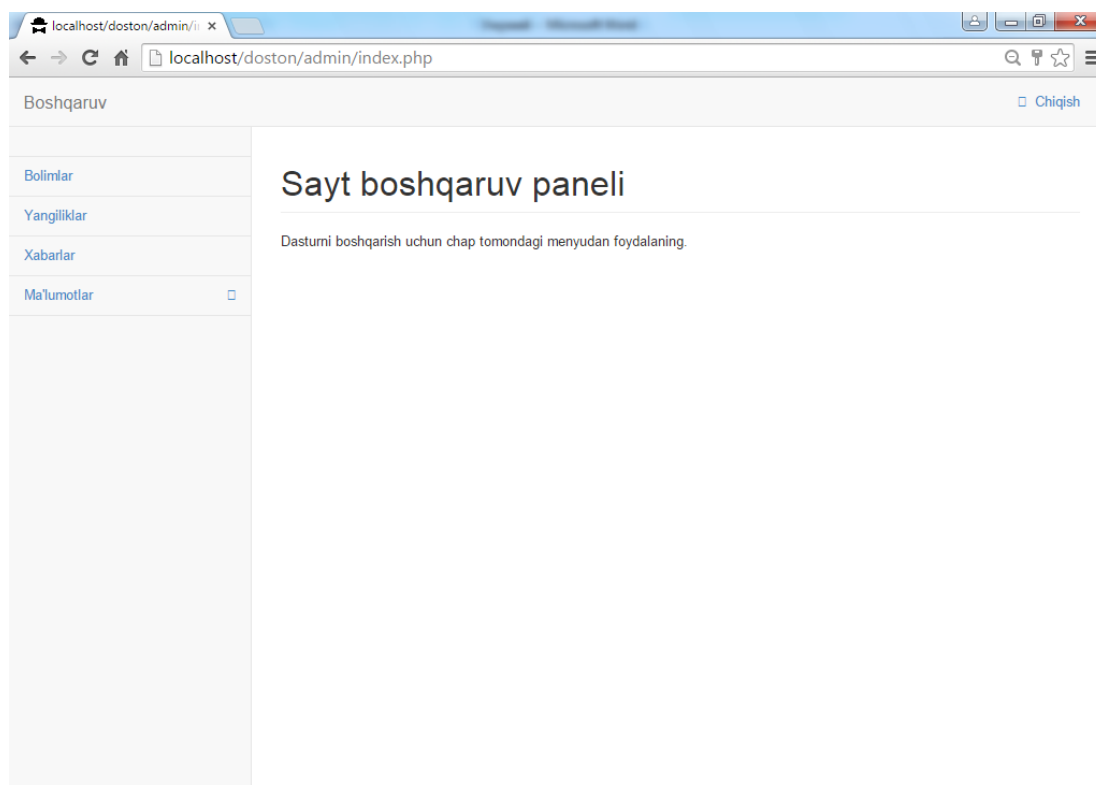 localhost/doston/admin/i
localhost/doston/admin/index.php
Boshqaruv
Chiqish
Bolimlar
Yangiliklar
Xabarlar
Ma'lumotlar
Sayt boshqaruv paneli
Dasturni boshqarish uchun chap tomondagi menyudan foydalaning.